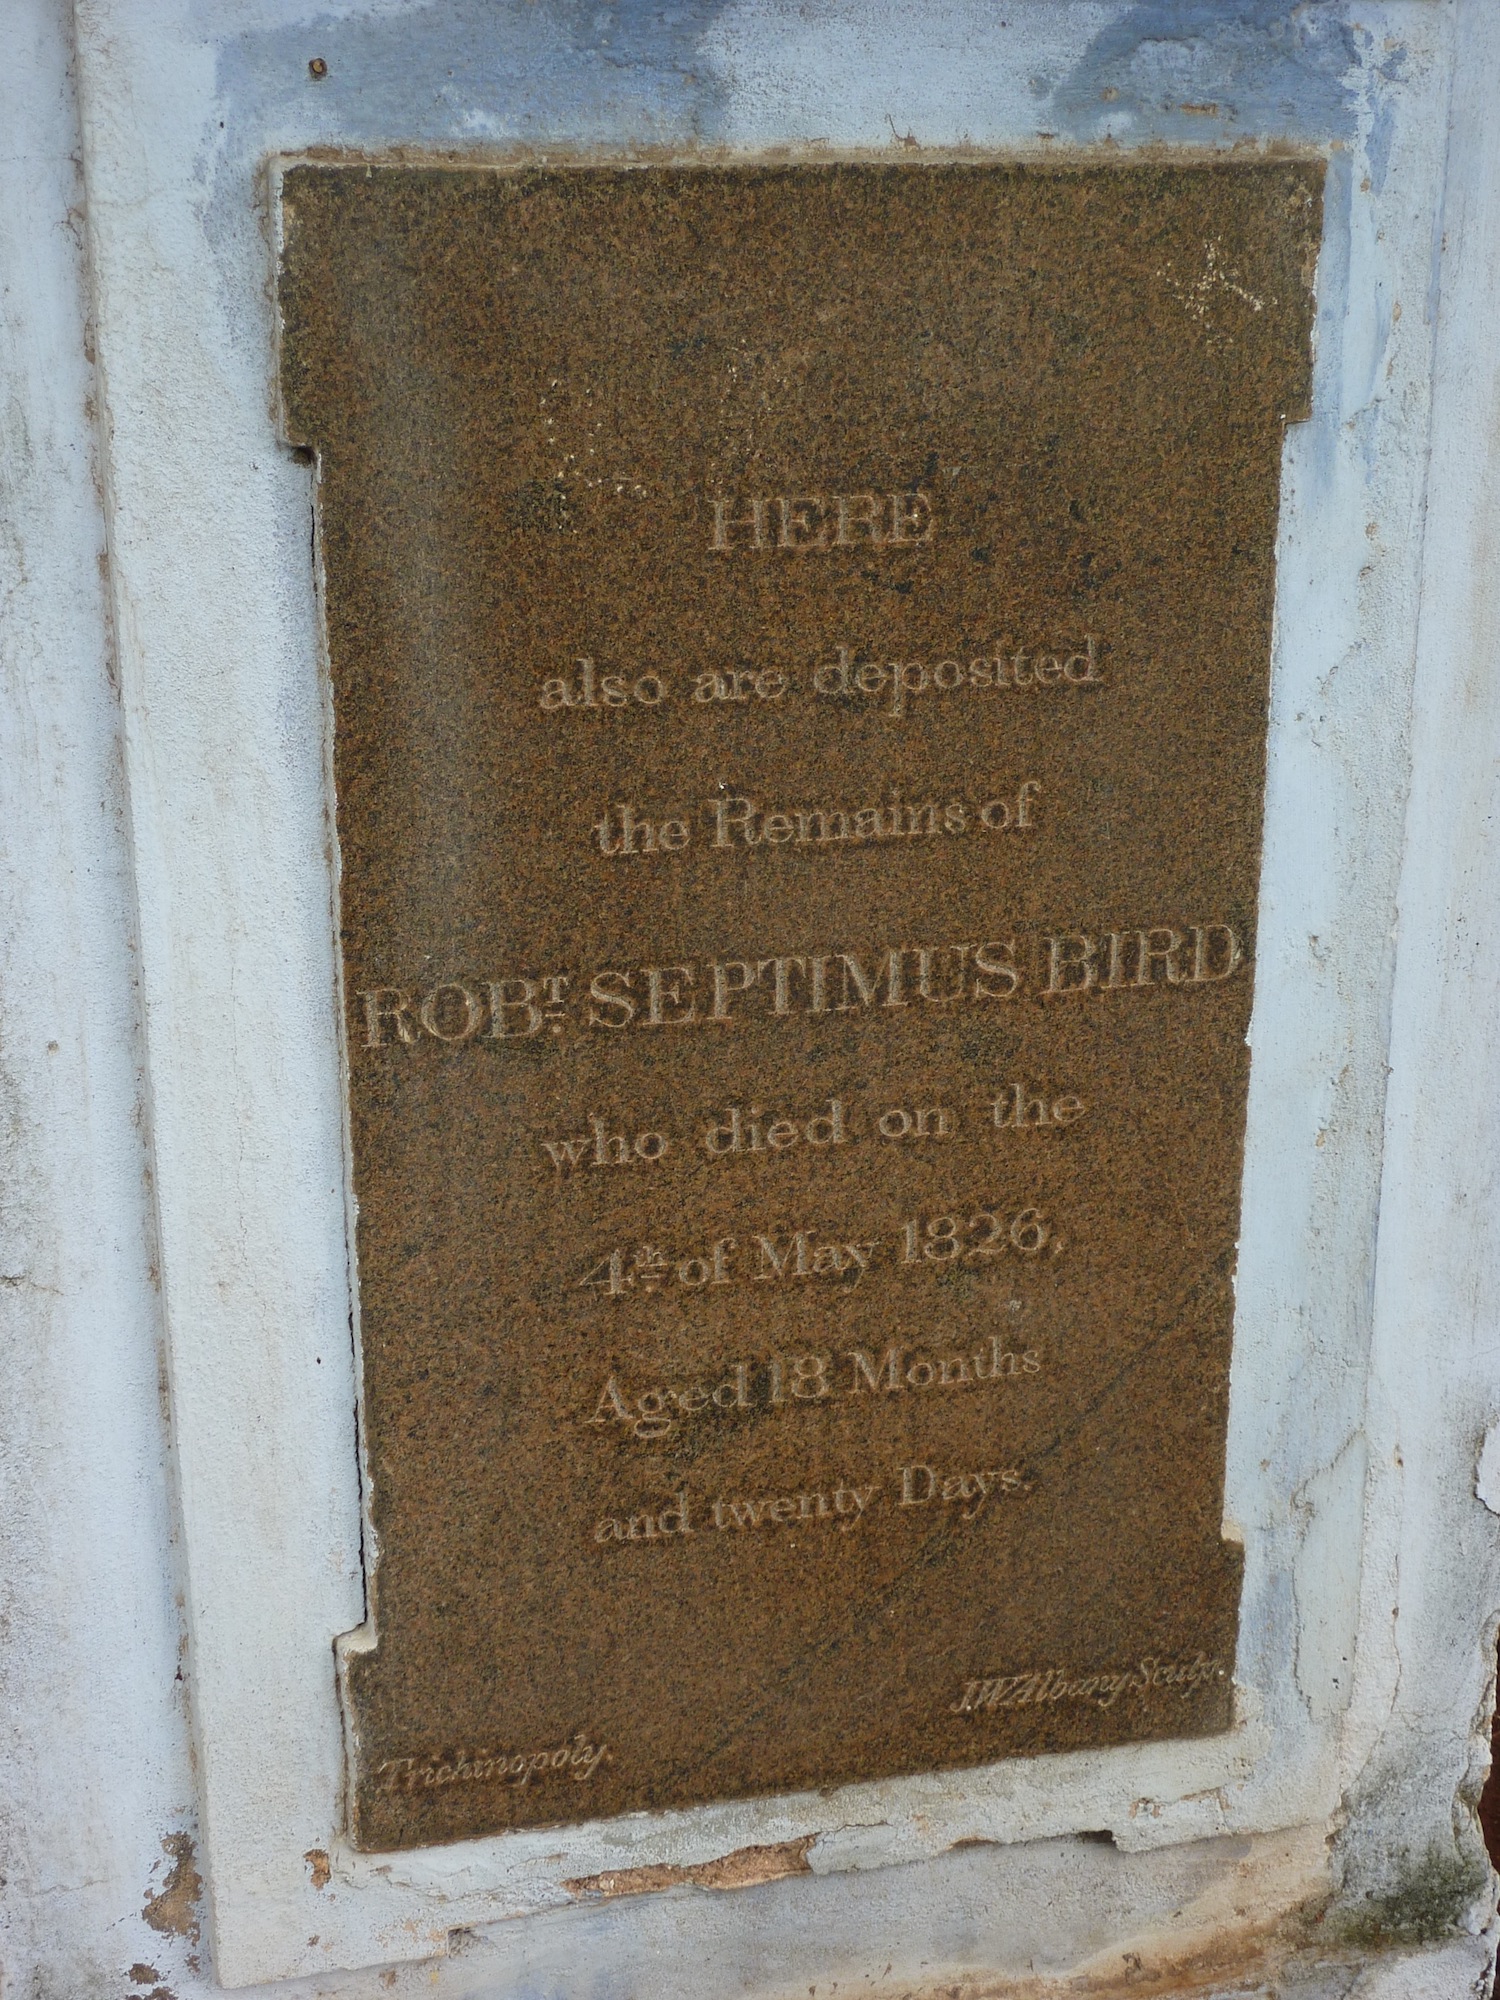 HERE
also are deposited
the Remains of
ROBT. SEPTIMUS BIRD
who died on the
4th. of May 1826,
Aged 18 Months
and twenty Days.
J.W Albany Sculp.
Trichinopoly.